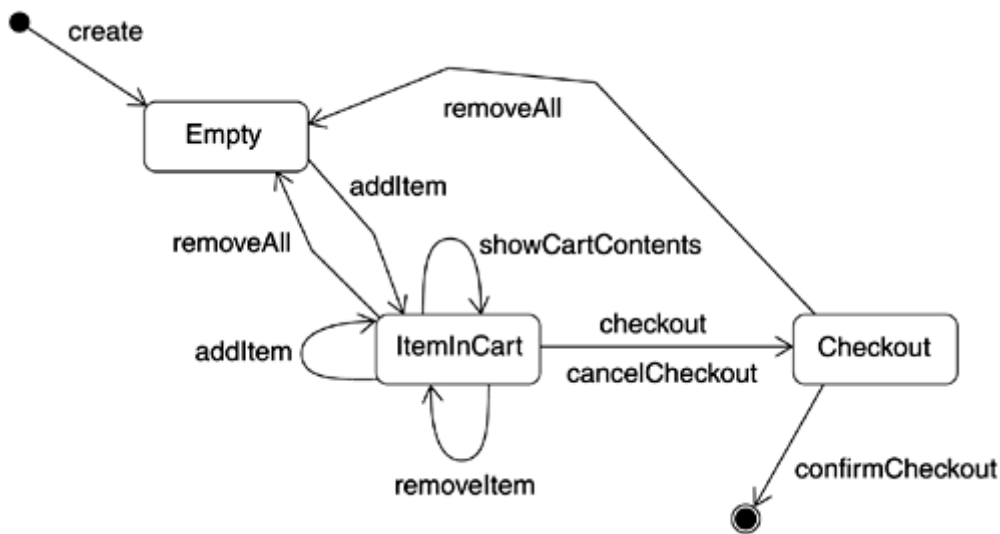 create
removeAll
Empty
addItem
removeAll
showCartContents
checkout
addItem
ItemInCart
Checkout
cancelCheckout
confirmCheckout
removeItem